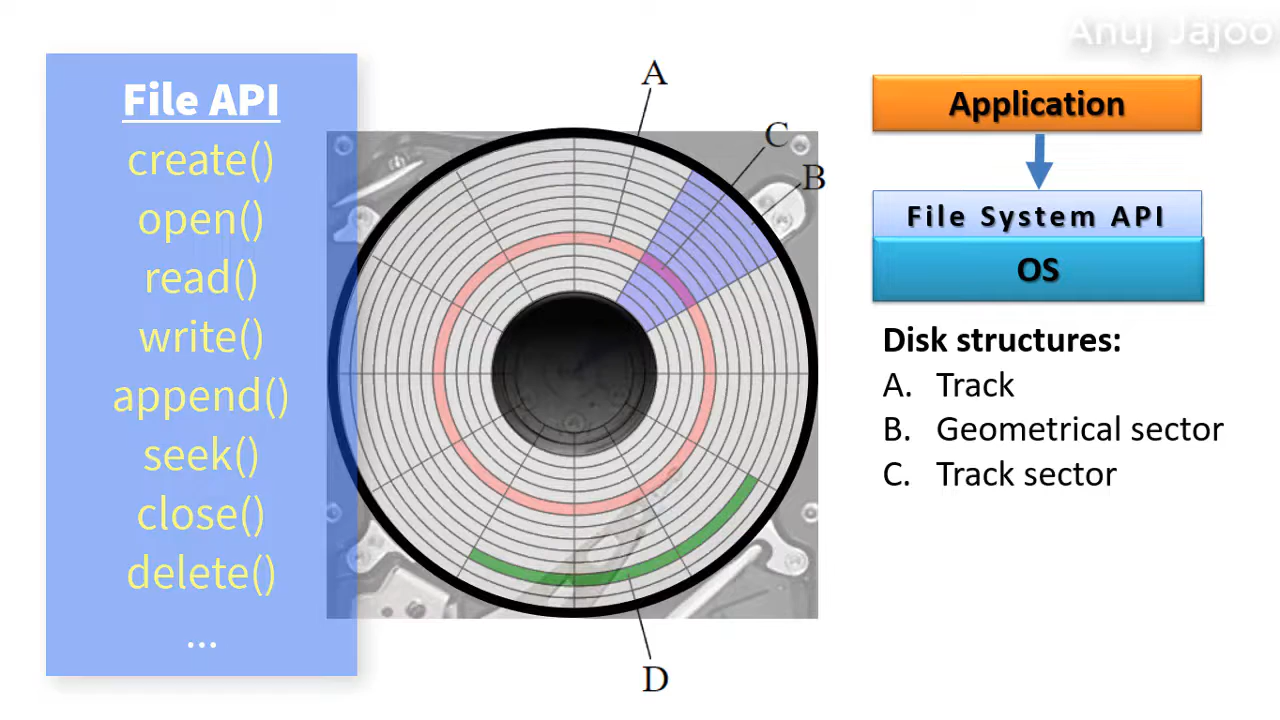 Anuj Jajoo
File API
create()
open()
read()
write()
append()
seek()
close()
delete()
...
A
C
B
D
Application
File System API
OS
Disk structures:
A. Track
B. Geometrical sector
C. Track sector